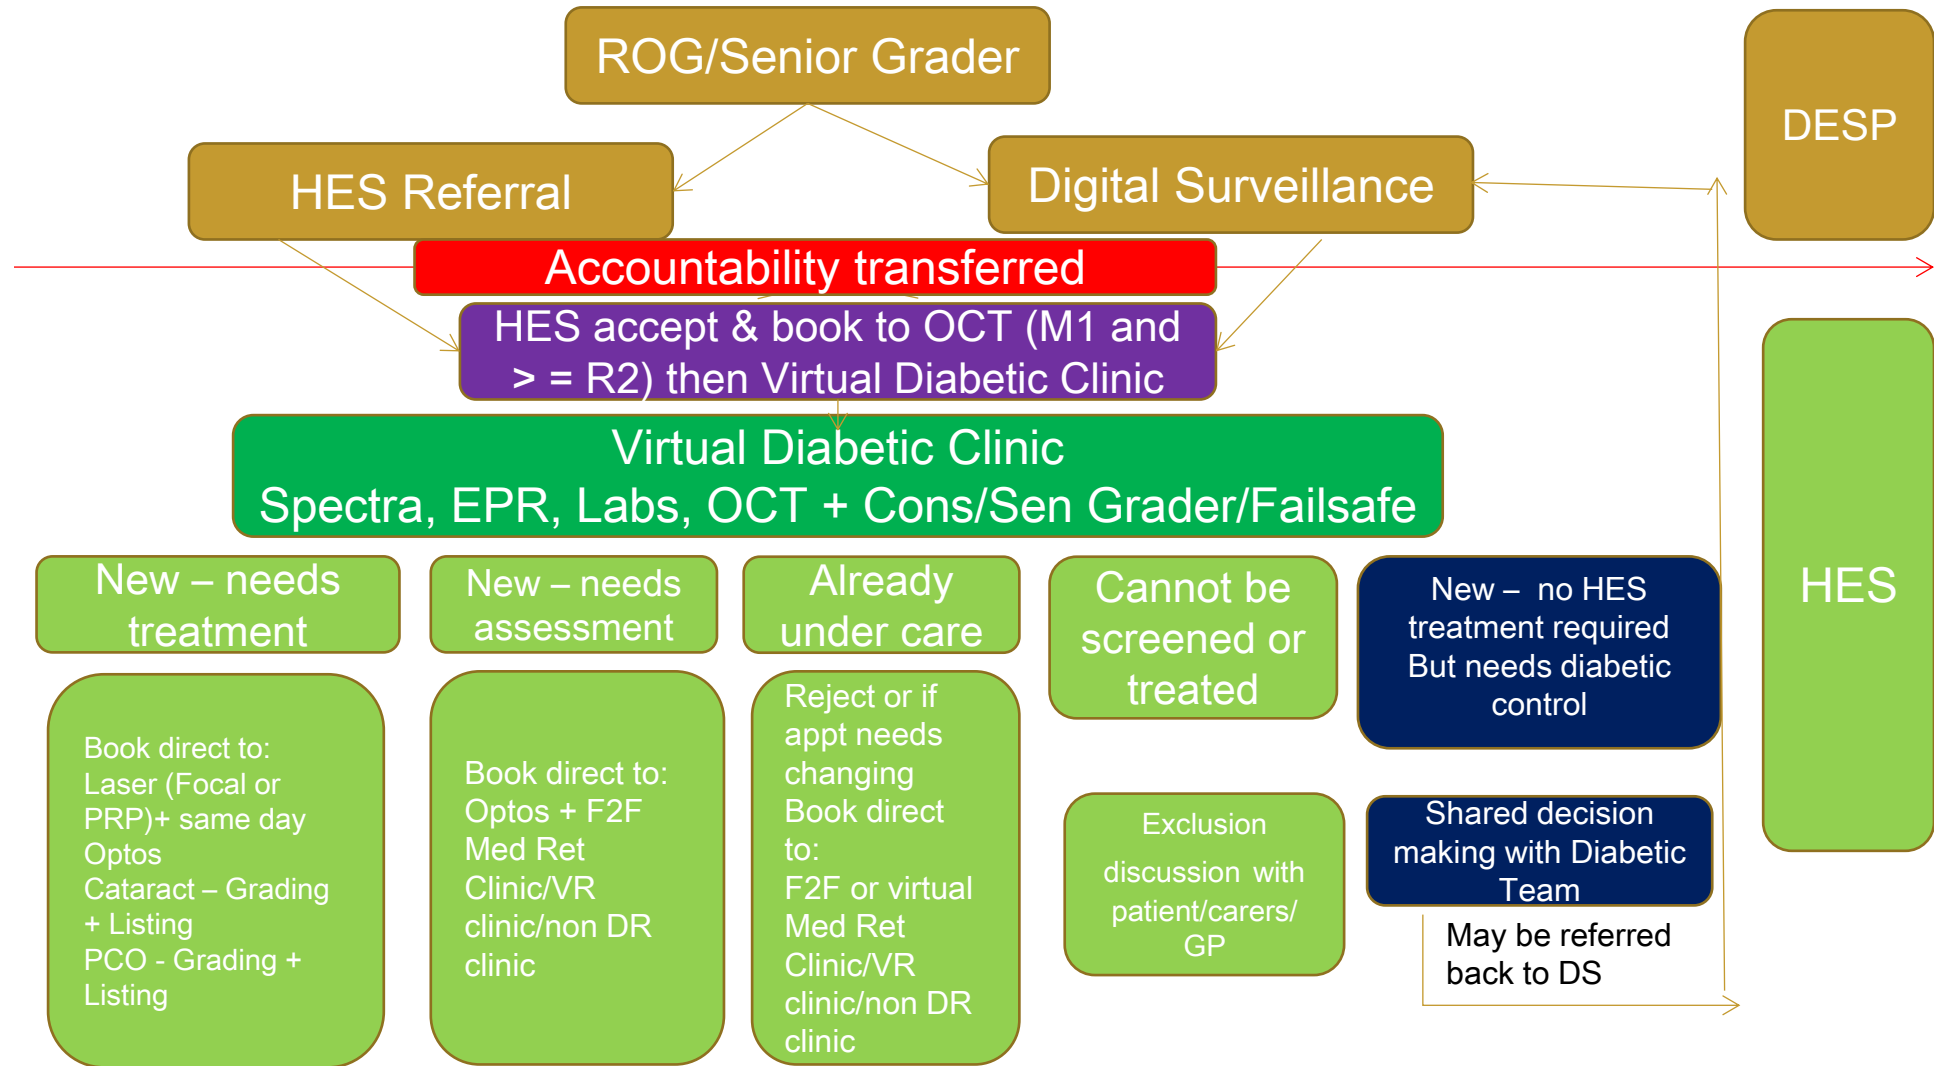 ROG/Senior Grader
DESP
HES Referral
Digital Surveillance
Accountability transferred
HES accept & book to OCT (M1 and
> = R2) then Virtual Diabetic Clinic
Virtual Diabetic Clinic
Spectra, EPR, Labs, OCT + Cons/Sen Grader/Failsafe
HES
New – needs
treatment
New – needs
assessment
Already
under care
Cannot be
screened or
treated
New –  no HES
treatment required
But needs diabetic
control
Book direct to:
Laser (Focal or
PRP)+ same day
Optos
Cataract – Grading
+ Listing
PCO - Grading +
Listing
Book direct to:
Optos + F2F
Med Ret
Clinic/VR
clinic/non DR
clinic
Reject or if
appt needs
changing
Book direct
to:
F2F or virtual
Med Ret
Clinic/VR
clinic/non DR
clinic
Exclusion
discussion with
patient/carers/
GP
Shared decision
making with Diabetic
Team
May be referred
back to DS